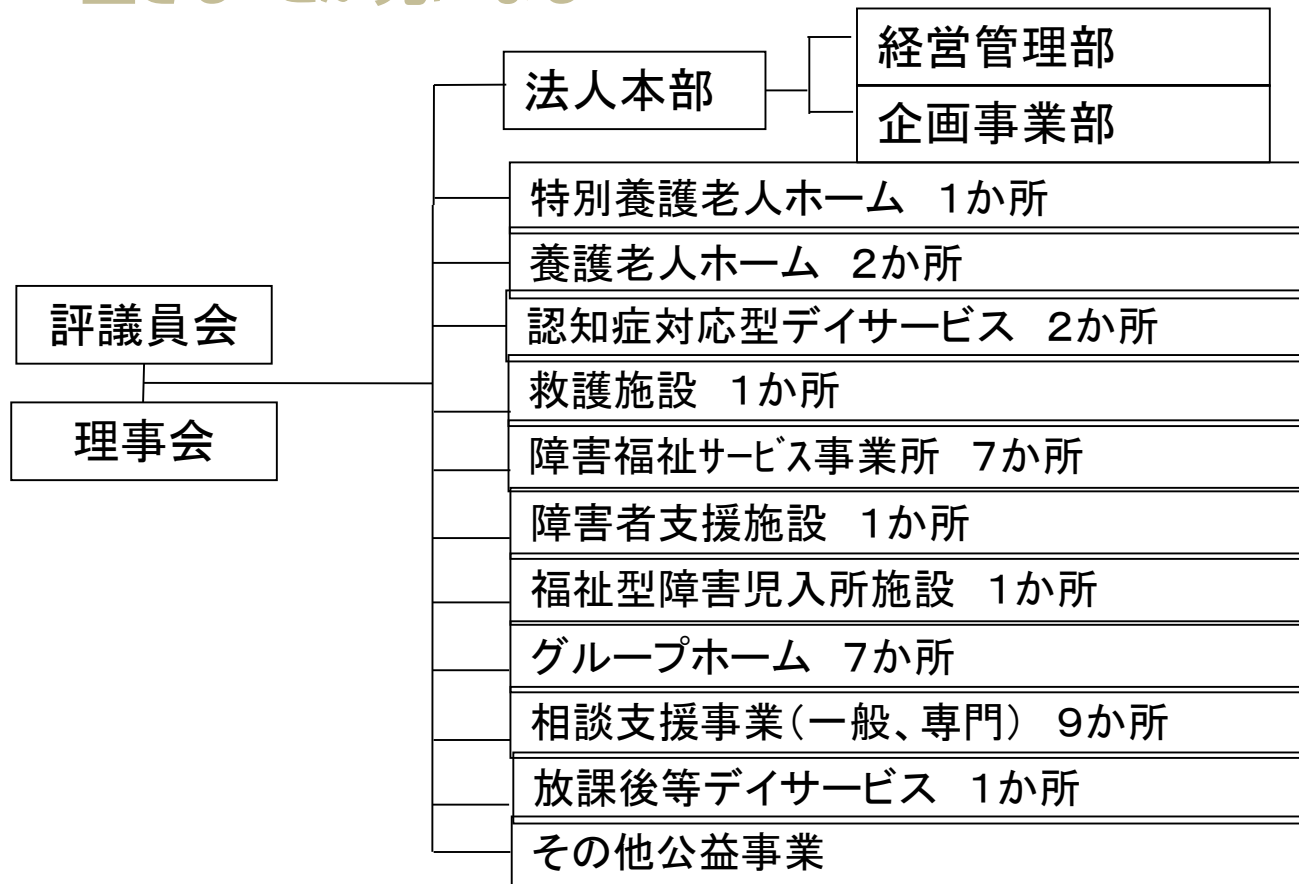 法人本部
経営管理部
企画事業部
特別養護老人ホーム　1か所
養護老人ホーム　2か所
認知症対応型デイサービス　2か所
評議員会
救護施設　1か所
理事会
障害福祉ｻｰﾋﾞｽ事業所　7か所
障害者支援施設　1か所
福祉型障害児入所施設　1か所
グループホーム　7か所
相談支援事業（一般、専門）　9か所
放課後等デイサービス　1か所
その他公益事業